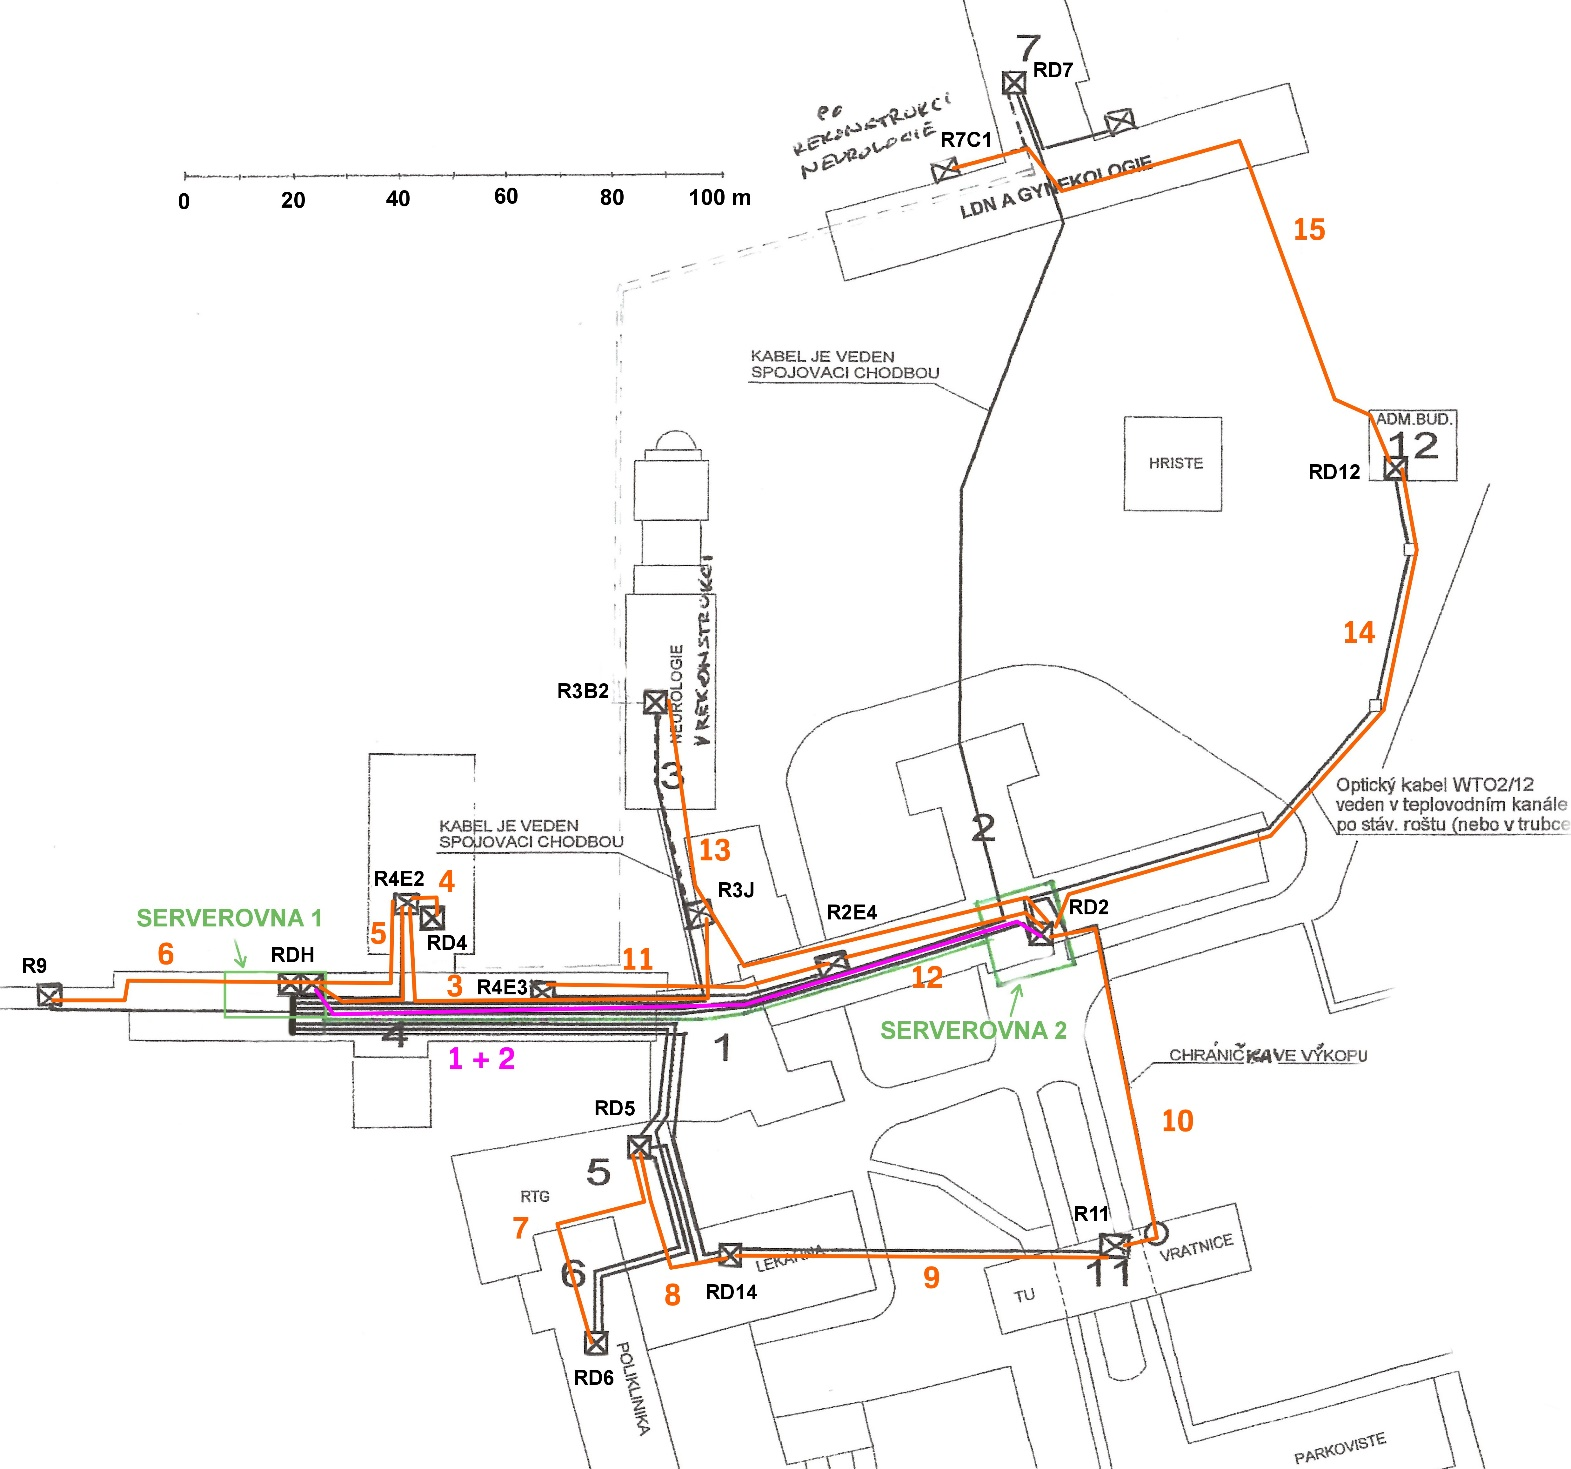 7
RD7
PO
REKONSTRUKCI
NEUROLOGIE
R7C1
LDN A GYNEKOLOGIE
0
20
40
60
80
100 m
15
KABEL JE VEDEN
SPOJOVACI CHODBOU
ADM.BUD.
12
RD12
HRISTE
14
NEUROLOGIE
V REKONSTRUKCI
R3B2
3
Optický kabel WTO2/12
veden v teplovodním kanále
po stáv. roštu (nebo v trubce
KABEL JE VEDEN
SPOJOVACI CHODBOU
2
13
R4E2
4
R3J
SERVEROVNA 1
5
RD4
R2E4
RD2
6
RDH
11
R9
3
R4E3
12
4
1
SERVEROVNA 2
1 + 2
CHRÁNIČKA VE VÝKOPU
RD5
10
5
RTG
7
R11
VRATNICE
6
LEKARNA
11
8
RD14
9
TU
RD6
POLIKLINIKA
PARKOVISTE